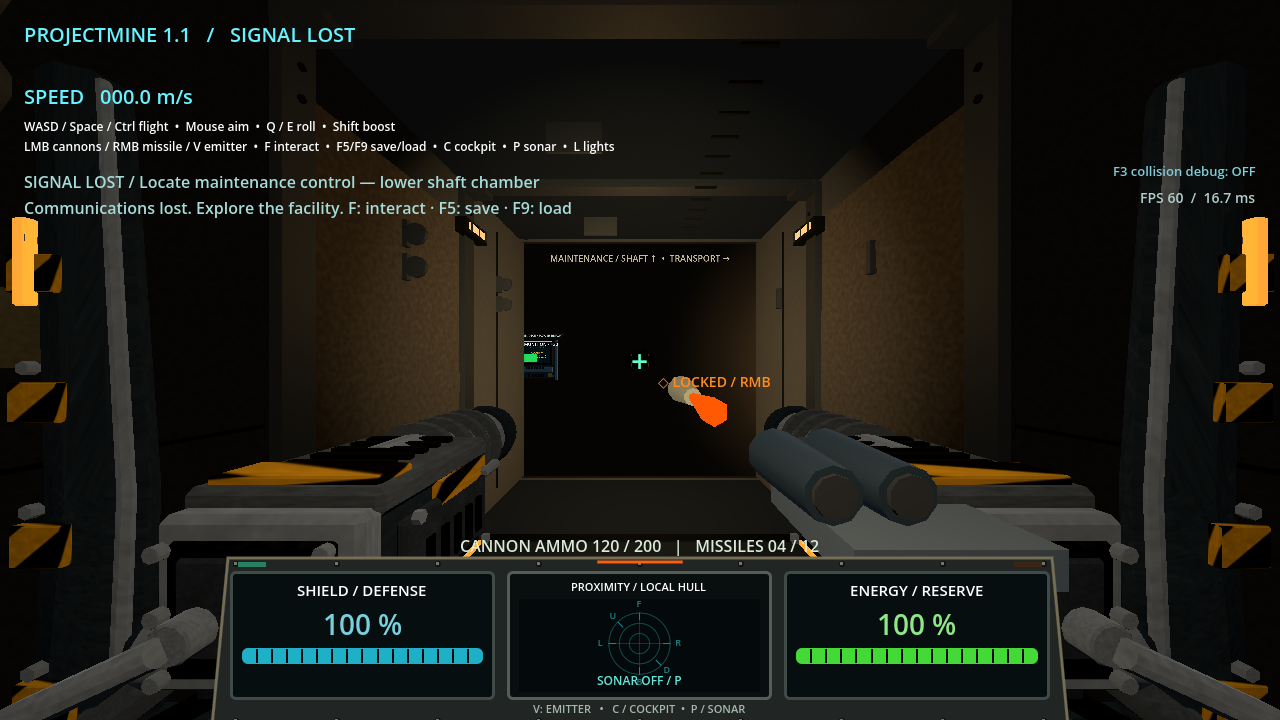 PROJECTMINE 1.1 / SIGNAL LOST
SPEED 000.0 m/s
WASD / Space / Ctrl flight • Mouse aim • Q / E roll • Shift boost
LMB cannons / RMB missile / V emitter • F interact • F5/F9 save/load • C cockpit • P sonar • L lights
SIGNAL LOST / Locate maintenance control — lower shaft chamber
Communications lost. Explore the facility. F: interact · F5: save · F9: load
F3 collision debug: OFF
FPS 60 / 16.7 ms
MAINTENANCE / SHAFT ↑ • TRANSPORT →
◇ LOCKED / RMB
CANNON AMMO 120 / 200 | MISSILES 04 / 12
SHIELD / DEFENSE
100 %
PROXIMITY / LOCAL HULL
F
U
L R
D
SONAR OFF / P
ENERGY / RESERVE
100 %
V: EMITTER • C / COCKPIT • P / SONAR